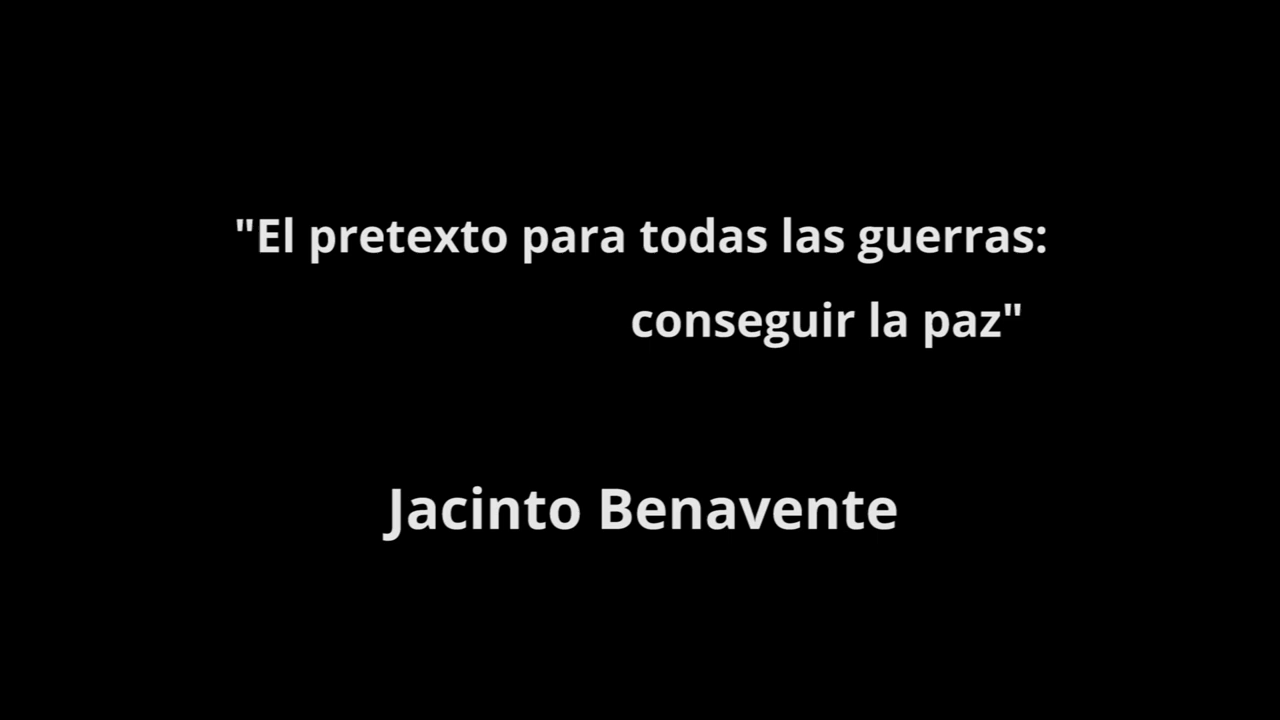 "El pretexto para todas las guerras:
conseguir la paz"
Jacinto Benavente